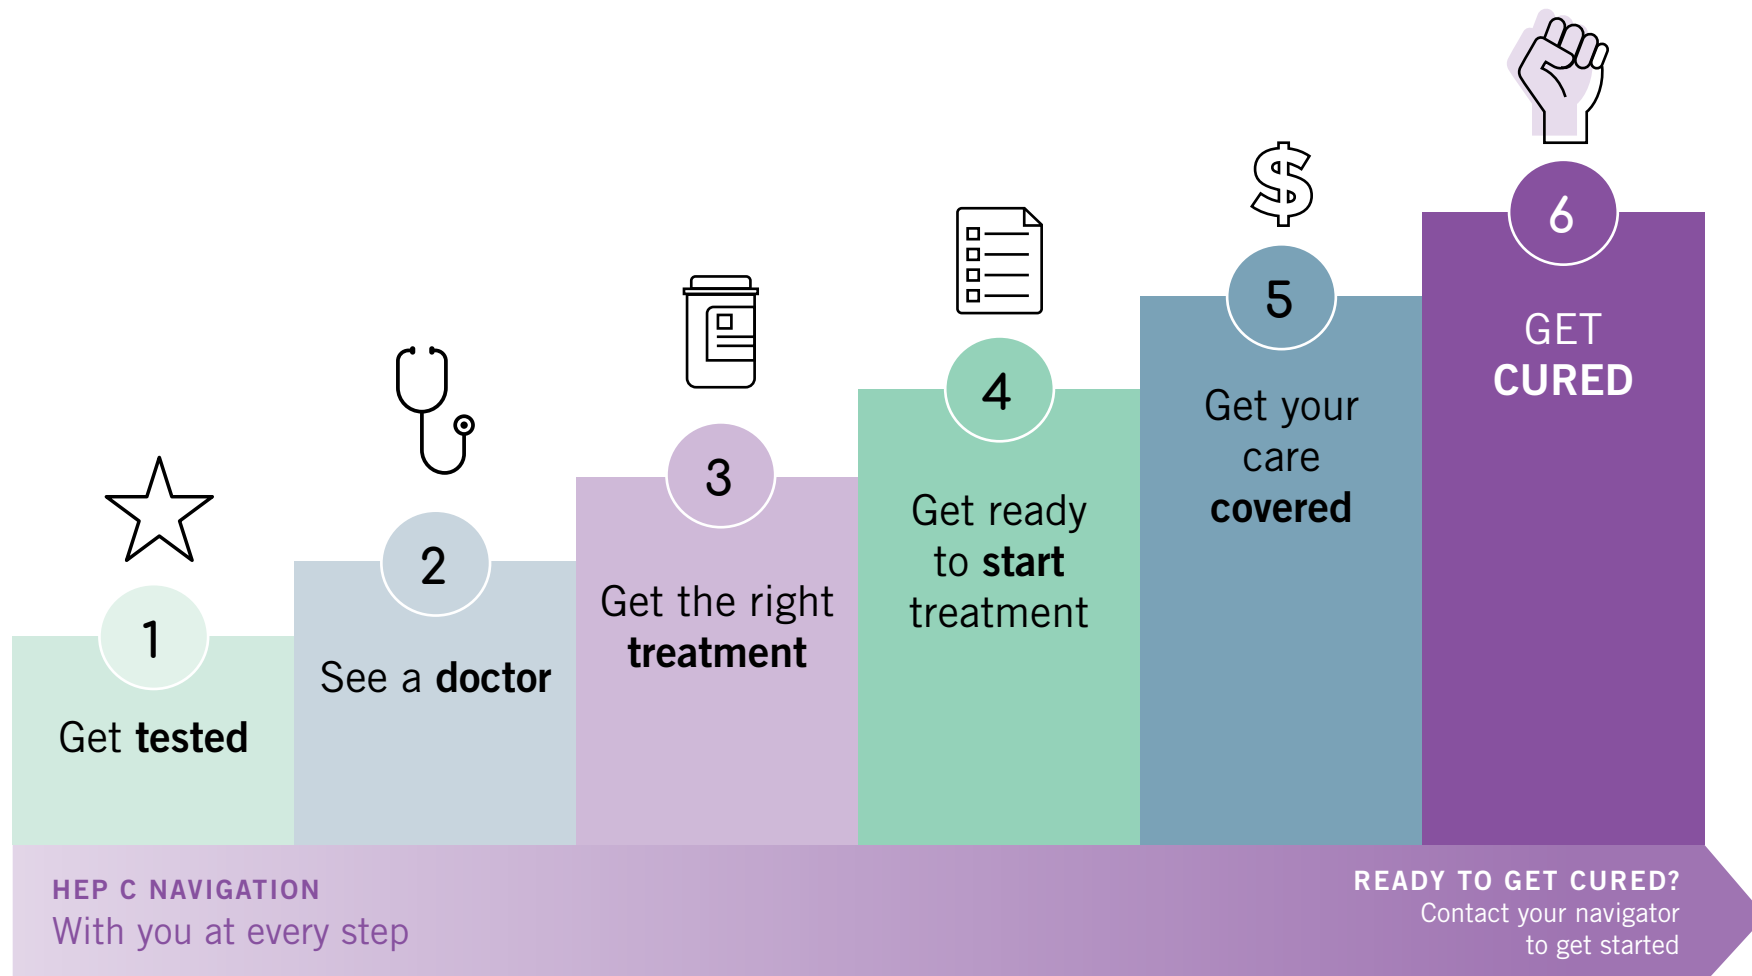 1
Get tested
2
See a doctor
3
Get the right
treatment
4
Get ready
to start
treatment
$
5
Get your
care
covered
6
GET
CURED
HEP C NAVIGATION
With you at every step
READY TO GET CURED?
Contact your navigator
to get started